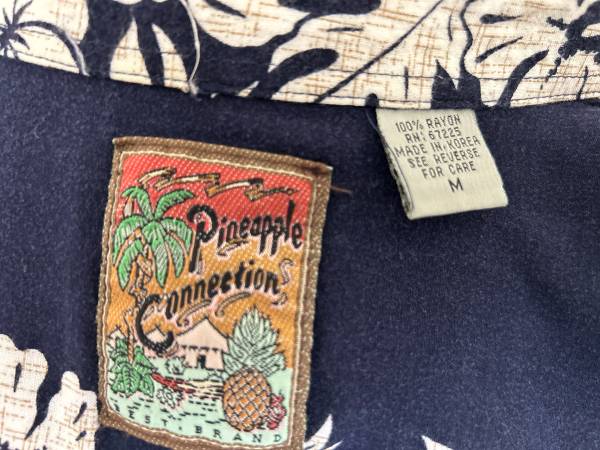 Pineapple
Connection
BEST · BRAND
100% RAYON
RN: 67225
MADE IN KOREA
SEE REVERSE
FOR CARE
M